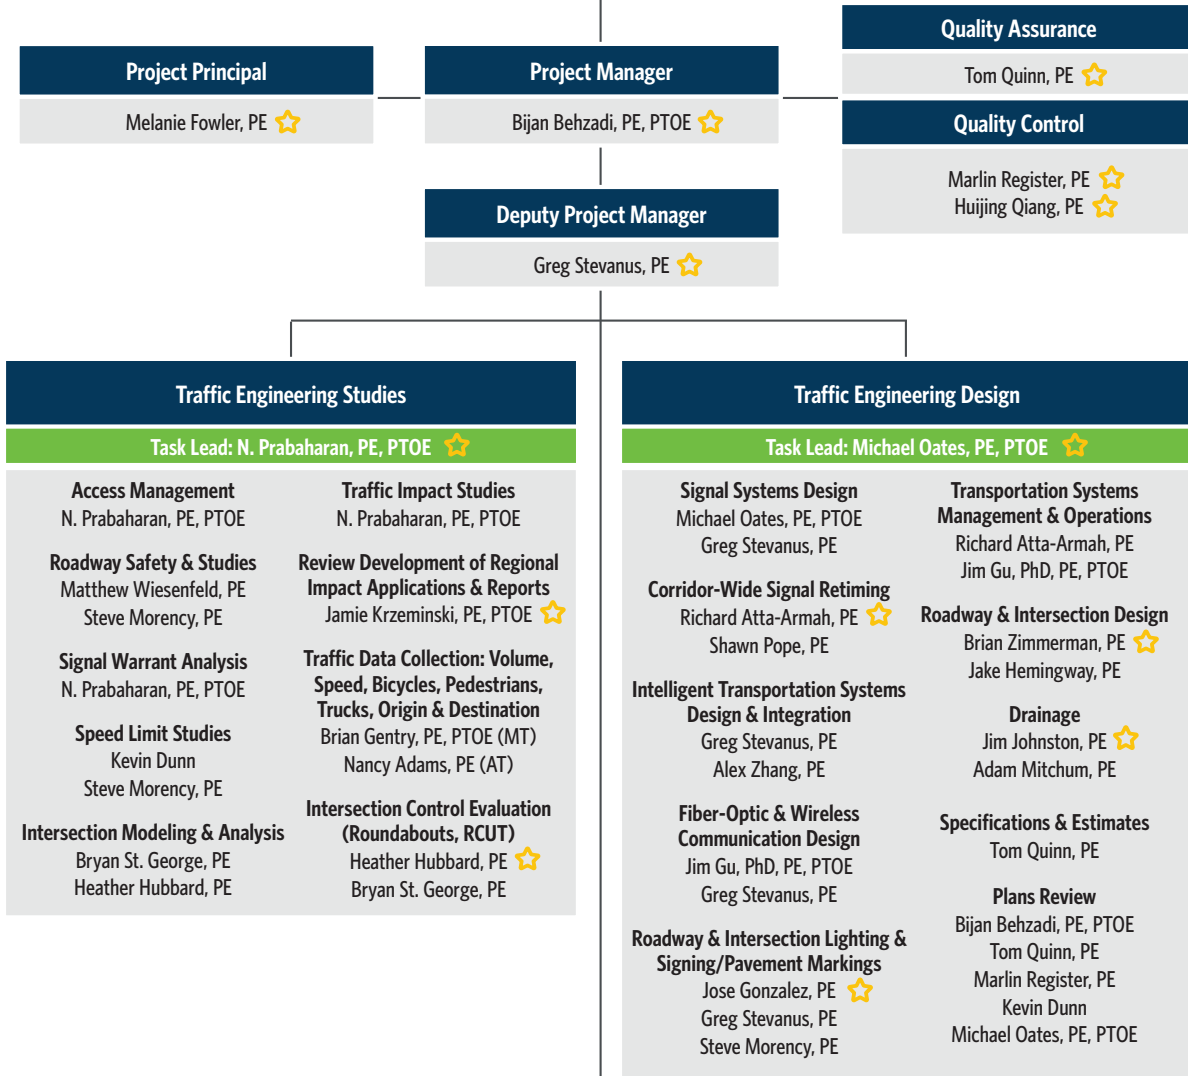 Project Principal
Melanie Fowler, PE
Project Manager
Bijan Behzadi, PE, PTOE
Quality Assurance
Tom Quinn, PE
Quality Control
Marlin Register, PE
Huijing Qiang, PE
Deputy Project Manager
Greg Stevanus, PE
Traffic Engineering Studies
Task Lead: N. Prabaharan, PE, PTOE
Access Management
N. Prabaharan, PE, PTOE
Roadway Safety & Studies
Matthew Wiesenfeld, PE
Steve Morency, PE
Signal Warrant Analysis
N. Prabaharan, PE, PTOE
Speed Limit Studies
Kevin Dunn
Steve Morency, PE
Intersection Modeling & Analysis
Bryan St. George, PE
Heather Hubbard, PE
Traffic Impact Studies
N. Prabaharan, PE, PTOE
Review Development of Regional
Impact Applications & Reports
Jamie Krzeminski, PE, PTOE
Traffic Data Collection: Volume,
Speed, Bicycles, Pedestrians,
Trucks, Origin & Destination
Brian Gentry, PE, PTOE (MT)
Nancy Adams, PE (AT)
Intersection Control Evaluation
(Roundabouts, RCUT)
Heather Hubbard, PE
Bryan St. George, PE
Traffic Engineering Design
Task Lead: Michael Oates, PE, PTOE
Signal Systems Design
Michael Oates, PE, PTOE
Greg Stevanus, PE
Corridor-Wide Signal Retiming
Richard Atta-Armah, PE
Shawn Pope, PE
Intelligent Transportation Systems
Design & Integration
Greg Stevanus, PE
Alex Zhang, PE
Fiber-Optic & Wireless
Communication Design
Jim Gu, PhD, PE, PTOE
Greg Stevanus, PE
Roadway & Intersection Lighting &
Signing/Pavement Markings
Jose Gonzalez, PE
Greg Stevanus, PE
Steve Morency, PE
Transportation Systems
Management & Operations
Richard Atta-Armah, PE
Jim Gu, PhD, PE, PTOE
Roadway & Intersection Design
Brian Zimmerman, PE
Jake Hemingway, PE
Drainage
Jim Johnston, PE
Adam Mitchum, PE
Specifications & Estimates
Tom Quinn, PE
Plans Review
Bijan Behzadi, PE, PTOE
Tom Quinn, PE
Marlin Register, PE
Kevin Dunn
Michael Oates, PE, PTOE